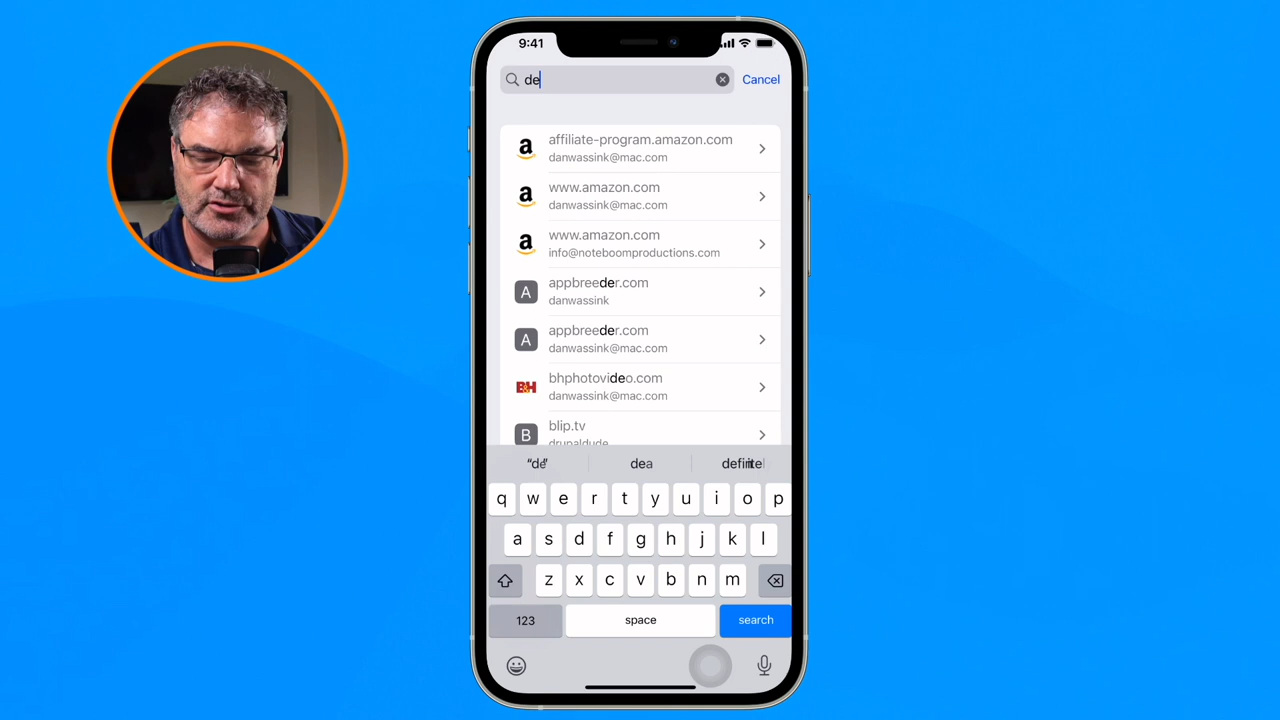 9:41
de
Cancel
affiliate-program.amazon.com
danwassink@mac.com
www.amazon.com
danwassink@mac.com
www.amazon.com
info@noteboomproductions.com
appbreeder.com
danwassink
appbreeder.com
danwassink@mac.com
bhphotovideo.com
danwassink@mac.com
blip.tv
drupaldude
a
a
a
A
A
B&H
B
"de" dea
q w e r t y u i o p
a s d f g h j k l
z x c v b n m
123 space search